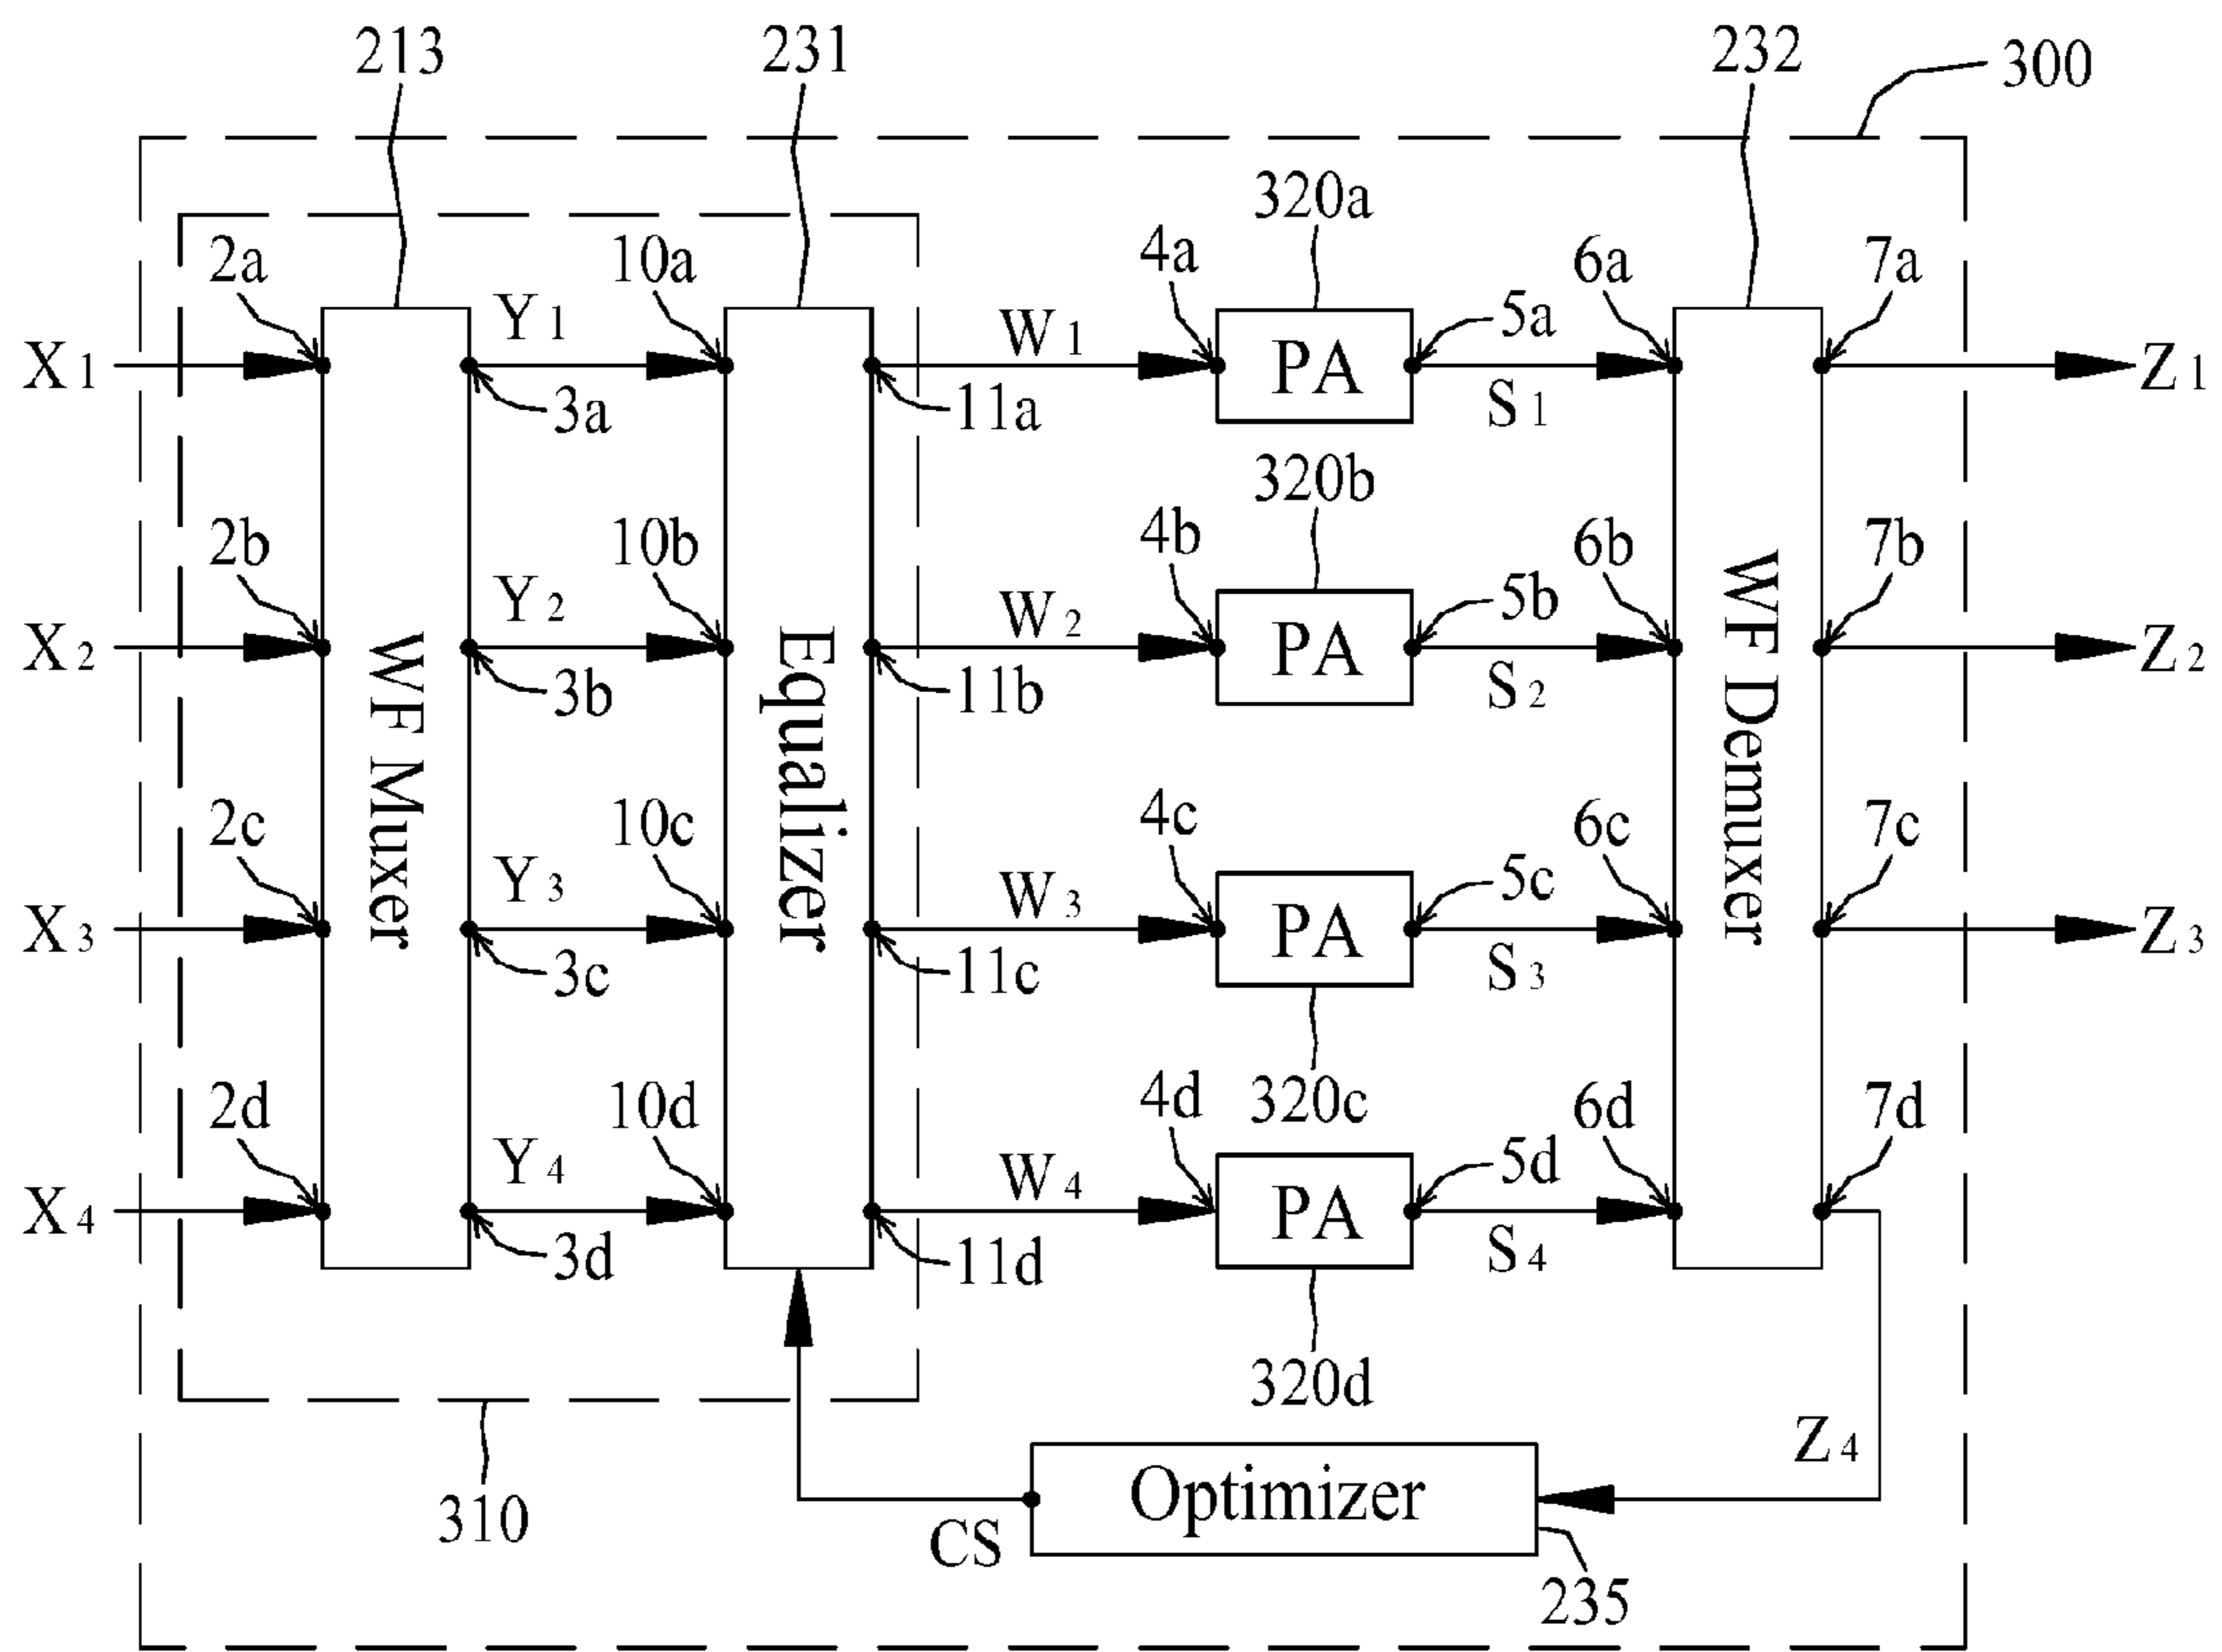 213
231
232
300
320a
2a
10a
4a
6a
7a
Y1
W1
5a
X1
PA
Z1
3a
11a
S1
320b
2b
10b
4b
6b
7b
Y2
W2
5b
X2
PA
Z2
3b
11b
S2
WF Muxer
Equalizer
WF Demuxer
2c
10c
4c
6c
7c
Y3
W3
5c
X3
PA
Z3
3c
11c
S3
320c
2d
10d
4d
6d
7d
Y4
W4
5d
X4
PA
3d
11d
S4
320d
Z4
310
Optimizer
CS
235